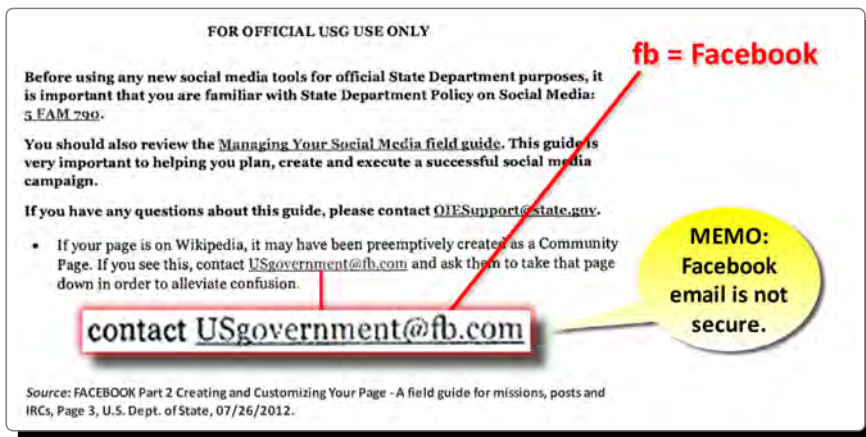 FOR OFFICIAL USG USE ONLY
fb = Facebook
Before using any new social media tools for official State Department purposes, it
is important that you are familiar with State Department Policy on Social Media:
5 FAM 790.
You should also review the Managing Your Social Media field guide. This guide is
very important to helping you plan, create and execute a successful social media
campaign.
If you have any questions about this guide, please contact OIESupport@state.gov.
• If your page is on Wikipedia, it may have been preemptively created as a Community
Page. If you see this, contact USgovernment@fb.com and ask them to take that page
down in order to alleviate confusion.
MEMO:
Facebook
email is not
secure.
contact USgovernment@fb.com
Source: FACEBOOK Part 2 Creating and Customizing Your Page - A field guide for missions, posts and
IRCs, Page 3, U.S. Dept. of State, 07/26/2012.